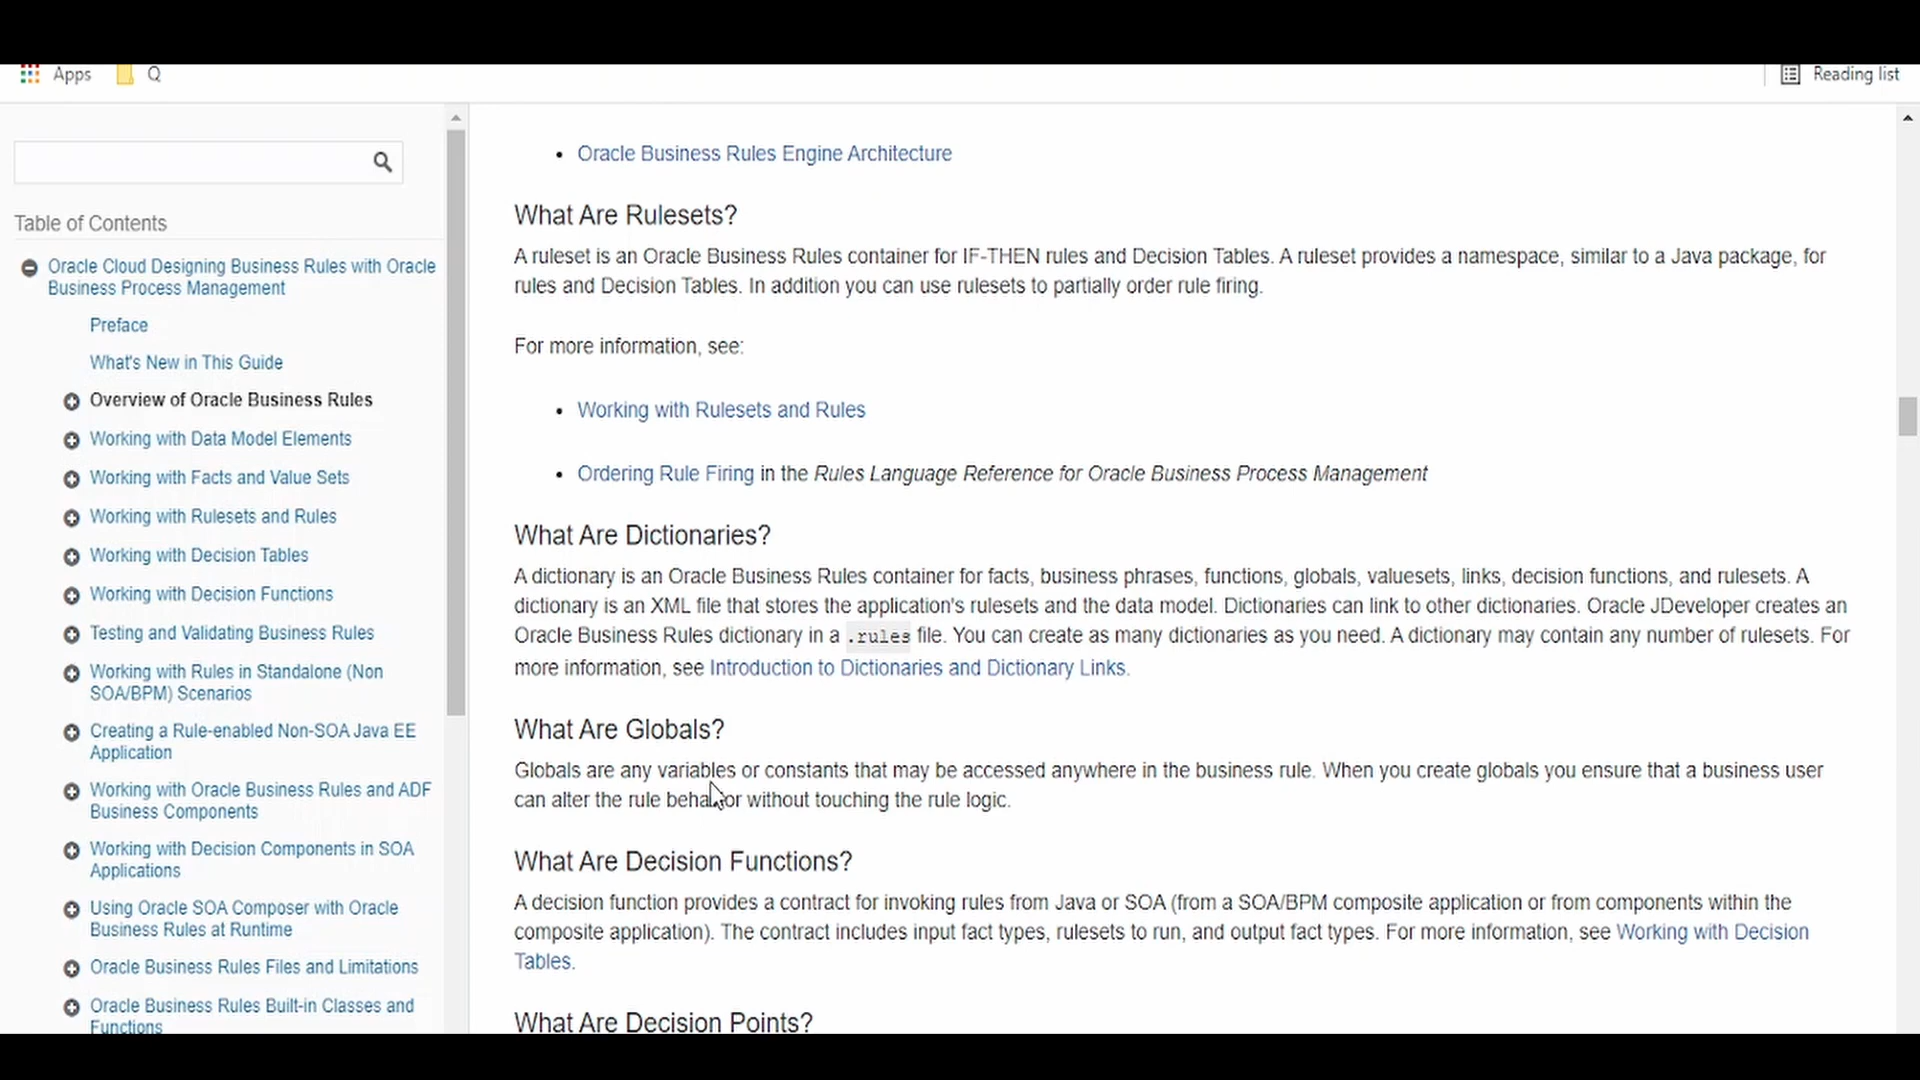 Apps
Q
Reading list
Table of Contents
Oracle Cloud Designing Business Rules with Oracle
Business Process Management
Preface
What's New in This Guide
Overview of Oracle Business Rules
Working with Data Model Elements
Working with Facts and Value Sets
Working with Rulesets and Rules
Working with Decision Tables
Working with Decision Functions
Testing and Validating Business Rules
Working with Rules in Standalone (Non
SOA/BPM) Scenarios
Creating a Rule-enabled Non-SOA Java EE
Application
Working with Oracle Business Rules and ADF
Business Components
Working with Decision Components in SOA
Applications
Using Oracle SOA Composer with Oracle
Business Rules at Runtime
Oracle Business Rules Files and Limitations
Oracle Business Rules Built-in Classes and
Functions
• Oracle Business Rules Engine Architecture
What Are Rulesets?
A ruleset is an Oracle Business Rules container for IF-THEN rules and Decision Tables. A ruleset provides a namespace, similar to a Java package, for
rules and Decision Tables. In addition you can use rulesets to partially order rule firing.
For more information, see:
• Working with Rulesets and Rules
• Ordering Rule Firing in the Rules Language Reference for Oracle Business Process Management
What Are Dictionaries?
A dictionary is an Oracle Business Rules container for facts, business phrases, functions, globals, valuesets, links, decision functions, and rulesets. A
dictionary is an XML file that stores the application's rulesets and the data model. Dictionaries can link to other dictionaries. Oracle JDeveloper creates an
Oracle Business Rules dictionary in a .rules file. You can create as many dictionaries as you need. A dictionary may contain any number of rulesets. For
more information, see Introduction to Dictionaries and Dictionary Links.
What Are Globals?
Globals are any variables or constants that may be accessed anywhere in the business rule. When you create globals you ensure that a business user
can alter the rule behavior without touching the rule logic.
What Are Decision Functions?
A decision function provides a contract for invoking rules from Java or SOA (from a SOA/BPM composite application or from components within the
composite application). The contract includes input fact types, rulesets to run, and output fact types. For more information, see Working with Decision
Tables.
What Are Decision Points?